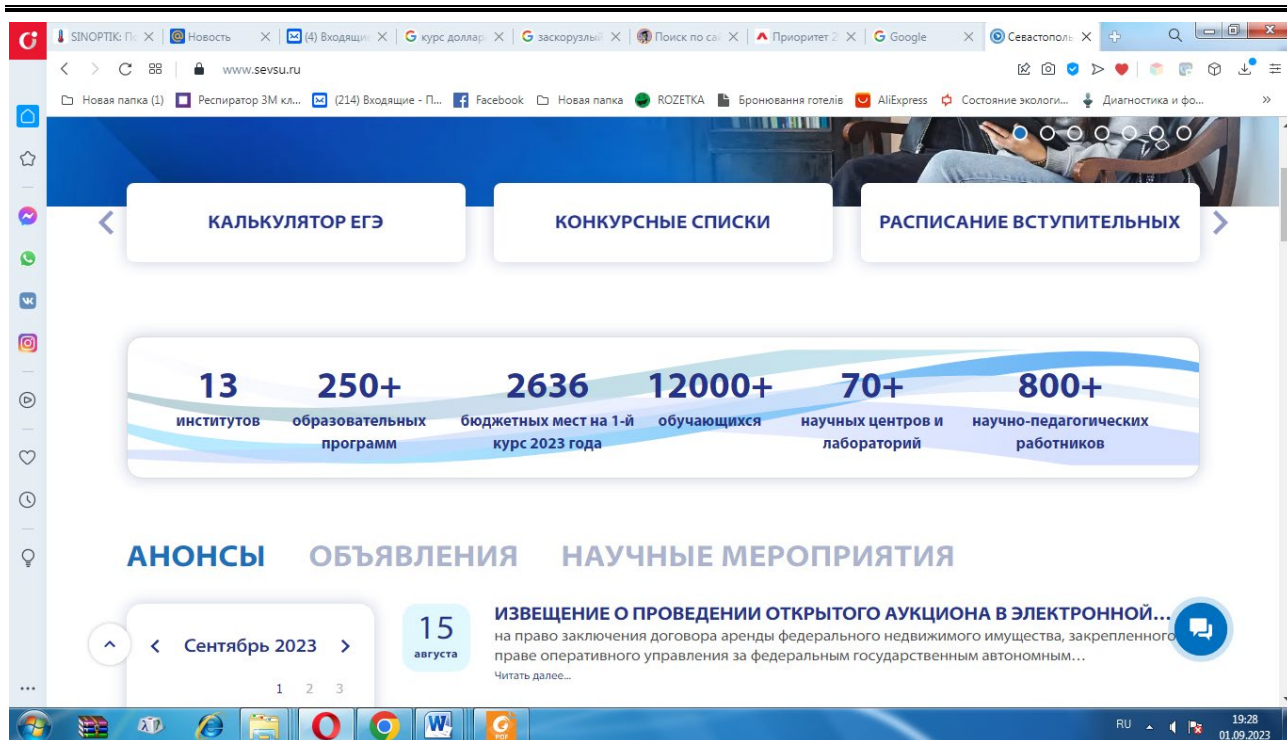 SINOPTIK: По
Новость
(4) Входящи
курс доллар
заскорузлы
Поиск по са
Приоритет 2
Google
Севастополь
www.sevsu.ru
Новая папка (1)
Респиратор 3М кл...
(214) Входящие - П...
Facebook
Новая папка
ROZETKA
Бронювання готелів
AliExpress
Состояние экологи...
Диагностика и фо...
КАЛЬКУЛЯТОР ЕГЭ
КОНКУРСНЫЕ СПИСКИ
РАСПИСАНИЕ ВСТУПИТЕЛЬНЫХ
13
институтов
250+
образовательных
программ
2636
бюджетных мест на 1-й
курс 2023 года
12000+
обучающихся
70+
научных центров и
лабораторий
800+
научно-педагогических
работников
АНОНСЫ ОБЪЯВЛЕНИЯ НАУЧНЫЕ МЕРОПРИЯТИЯ
Сентябрь 2023
1 2 3
15
августа
ИЗВЕЩЕНИЕ О ПРОВЕДЕНИИ ОТКРЫТОГО АУКЦИОНА В ЭЛЕКТРОННОЙ...
на право заключения договора аренды федерального недвижимого имущества, закрепленного
праве оперативного управления за федеральным государственным автономным...
Читать далее...
RU
19:28
01.09.2023